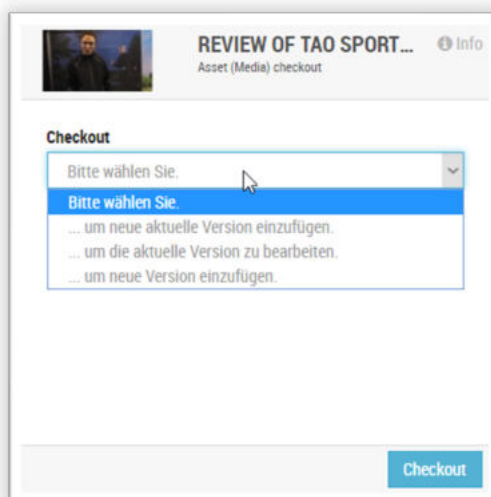 REVIEW OF TAO SPORT...
Info
Asset (Media) checkout
Checkout
Bitte wählen Sie.
Bitte wählen Sie.
... um neue aktuelle Version einzufügen.
... um die aktuelle Version zu bearbeiten.
... um neue Version einzufügen.
Checkout